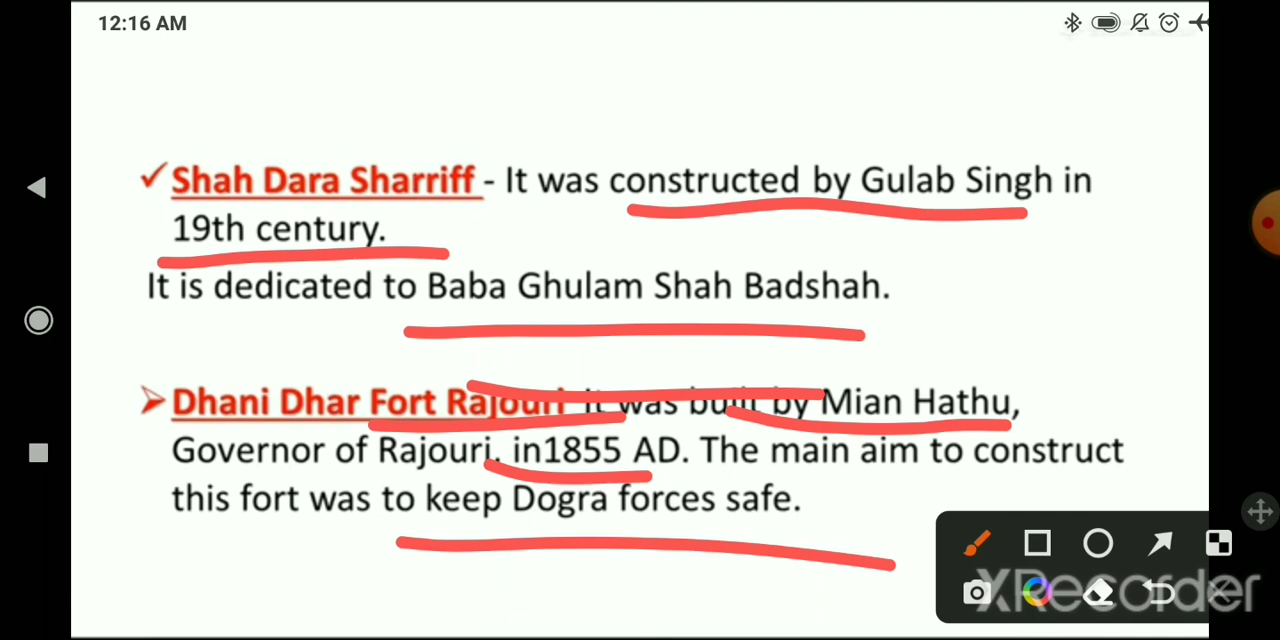 12:16 AM
Shah Dara Sharriff - It was constructed by Gulab Singh in
19th century.
It is dedicated to Baba Ghulam Shah Badshah.
Dhani Dhar Fort Rajouri It was built by Mian Hathu,
Governor of Rajouri. in1855 AD. The main aim to construct
this fort was to keep Dogra forces safe.
XRecorder